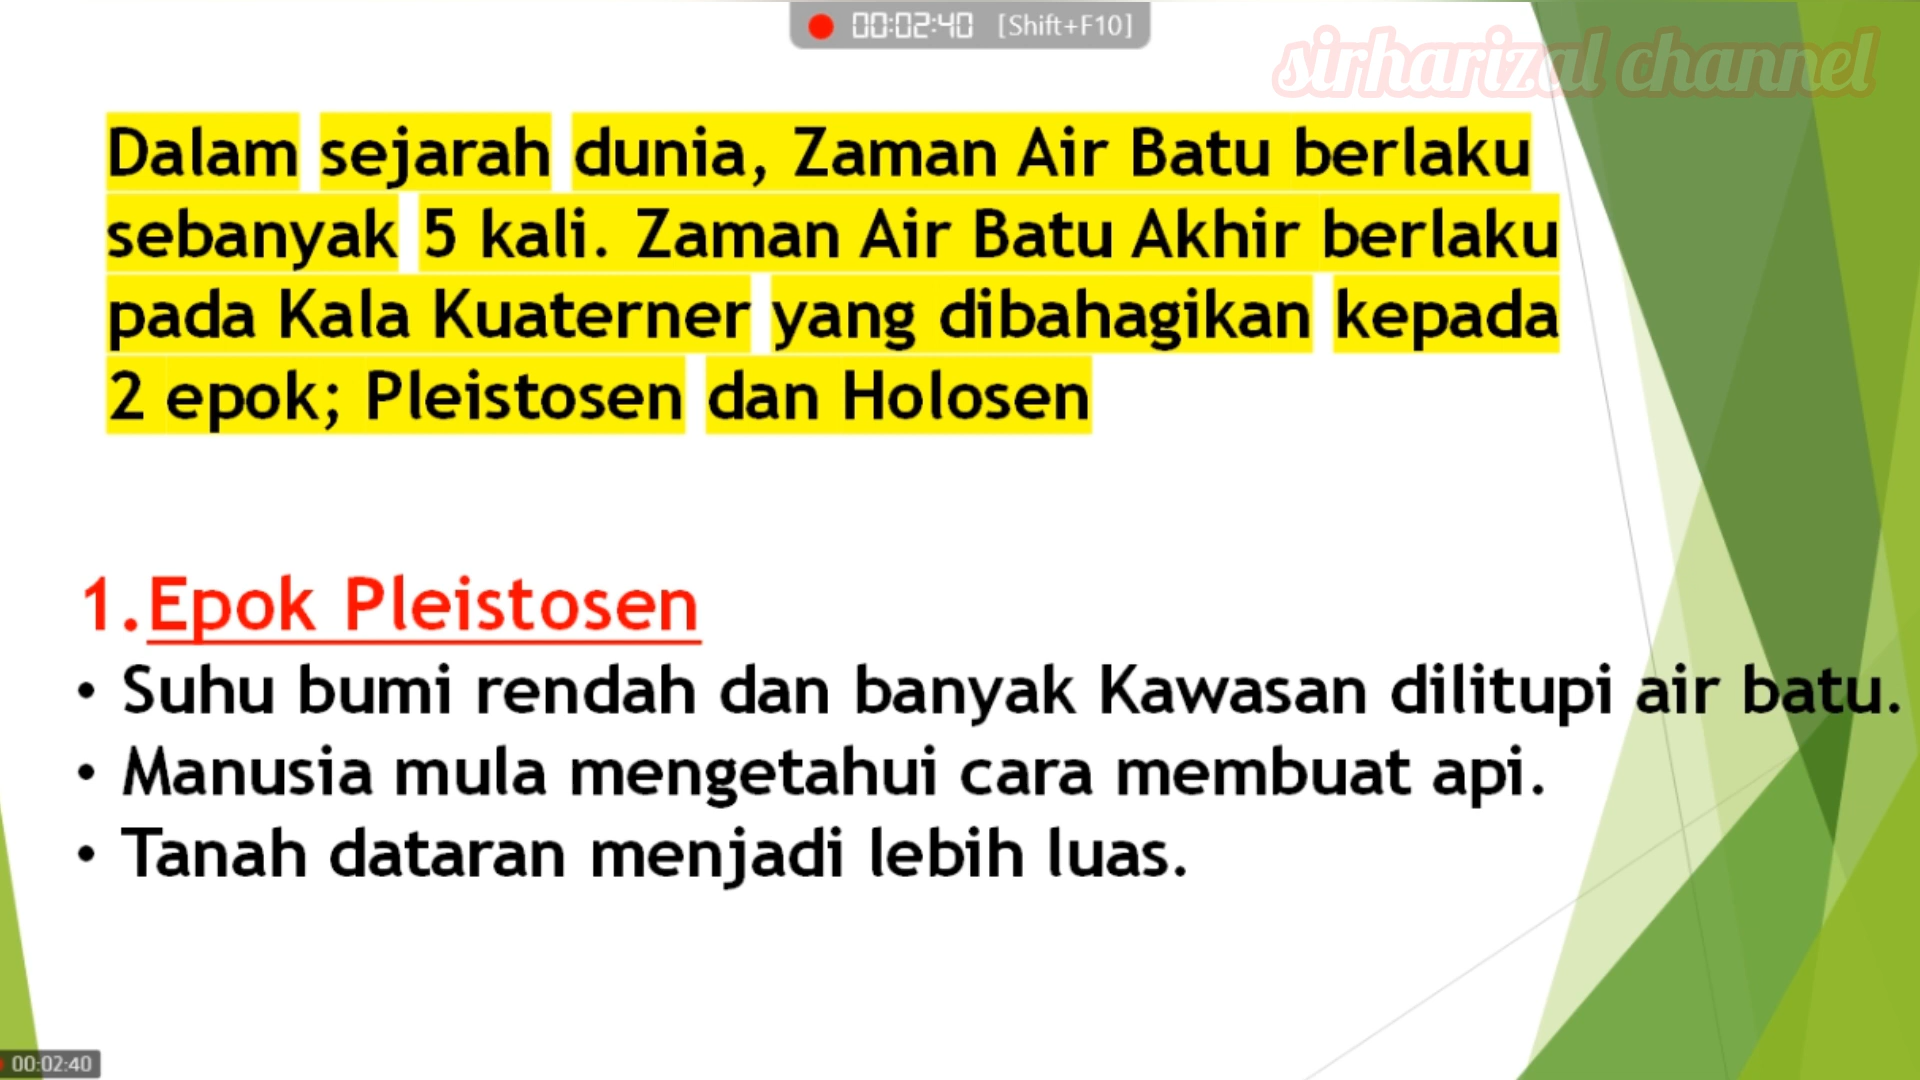 00:02:40 [Shift+F10]
sirharizal channel
Dalam sejarah dunia, Zaman Air Batu berlaku
sebanyak 5 kali. Zaman Air Batu Akhir berlaku
pada Kala Kuaterner yang dibahagikan kepada
2 epok; Pleistosen dan Holosen
1.Epok Pleistosen
• Suhu bumi rendah dan banyak Kawasan dilitupi air batu.
• Manusia mula mengetahui cara membuat api.
• Tanah dataran menjadi lebih luas.
00:02:40